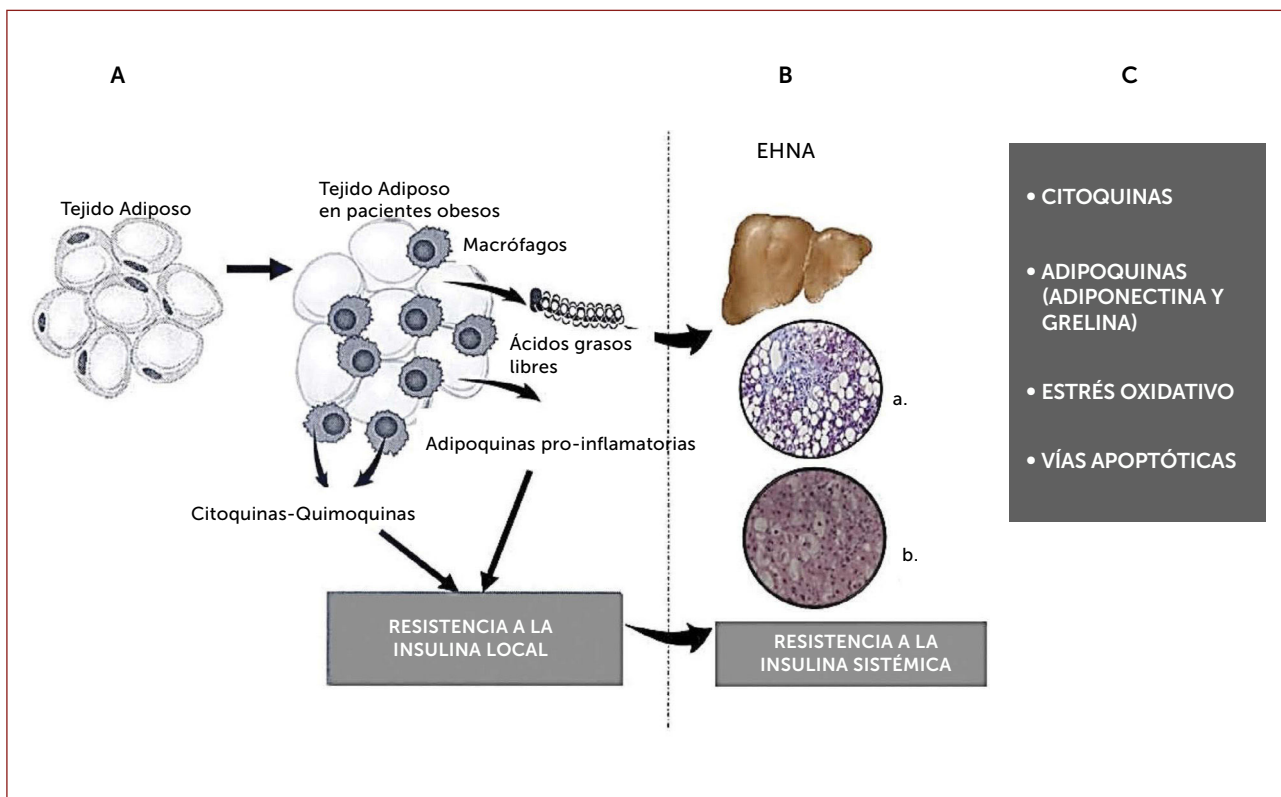 A
B
C
EHNA
Tejido Adiposo
Tejido Adiposo
en pacientes obesos
Macrófagos
Ácidos grasos
libres
Adipoquinas pro-inflamatorias
Citoquinas-Quimoquinas
RESISTENCIA A LA
INSULINA LOCAL
a.
b.
RESISTENCIA A LA
INSULINA SISTÉMICA
• CITOQUINAS
• ADIPOQUINAS
(ADIPONECTINA Y
GRELINA)
• ESTRÉS OXIDATIVO
• VÍAS APOPTÓTICAS